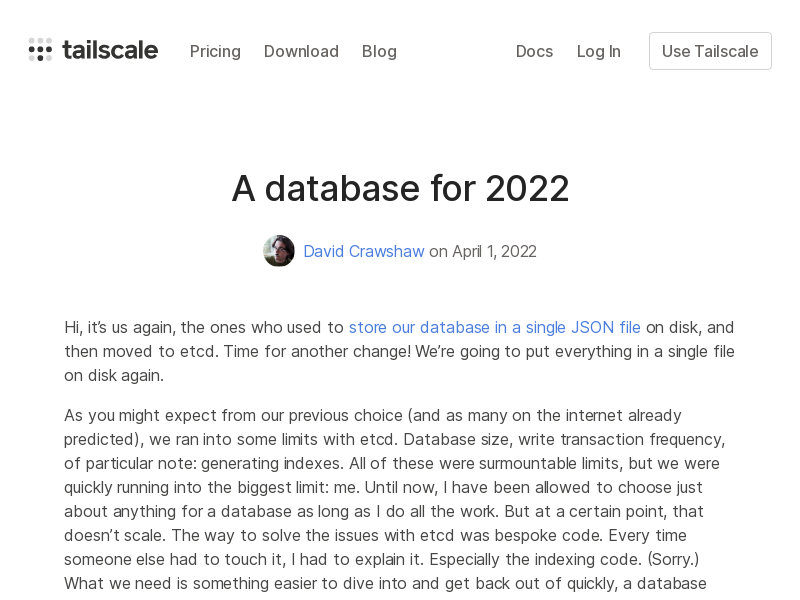 tailscale Pricing Download Blog Docs Log In Use Tailscale
A database for 2022
David Crawshaw on April 1, 2022
Hi, it’s us again, the ones who used to store our database in a single JSON file on disk, and
then moved to etcd. Time for another change! We’re going to put everything in a single file
on disk again.
As you might expect from our previous choice (and as many on the internet already
predicted), we ran into some limits with etcd. Database size, write transaction frequency,
of particular note: generating indexes. All of these were surmountable limits, but we were
quickly running into the biggest limit: me. Until now, I have been allowed to choose just
about anything for a database as long as I do all the work. But at a certain point, that
doesn’t scale. The way to solve the issues with etcd was bespoke code. Every time
someone else had to touch it, I had to explain it. Especially the indexing code. (Sorry.)
What we need is something easier to dive into and get back out of quickly, a database